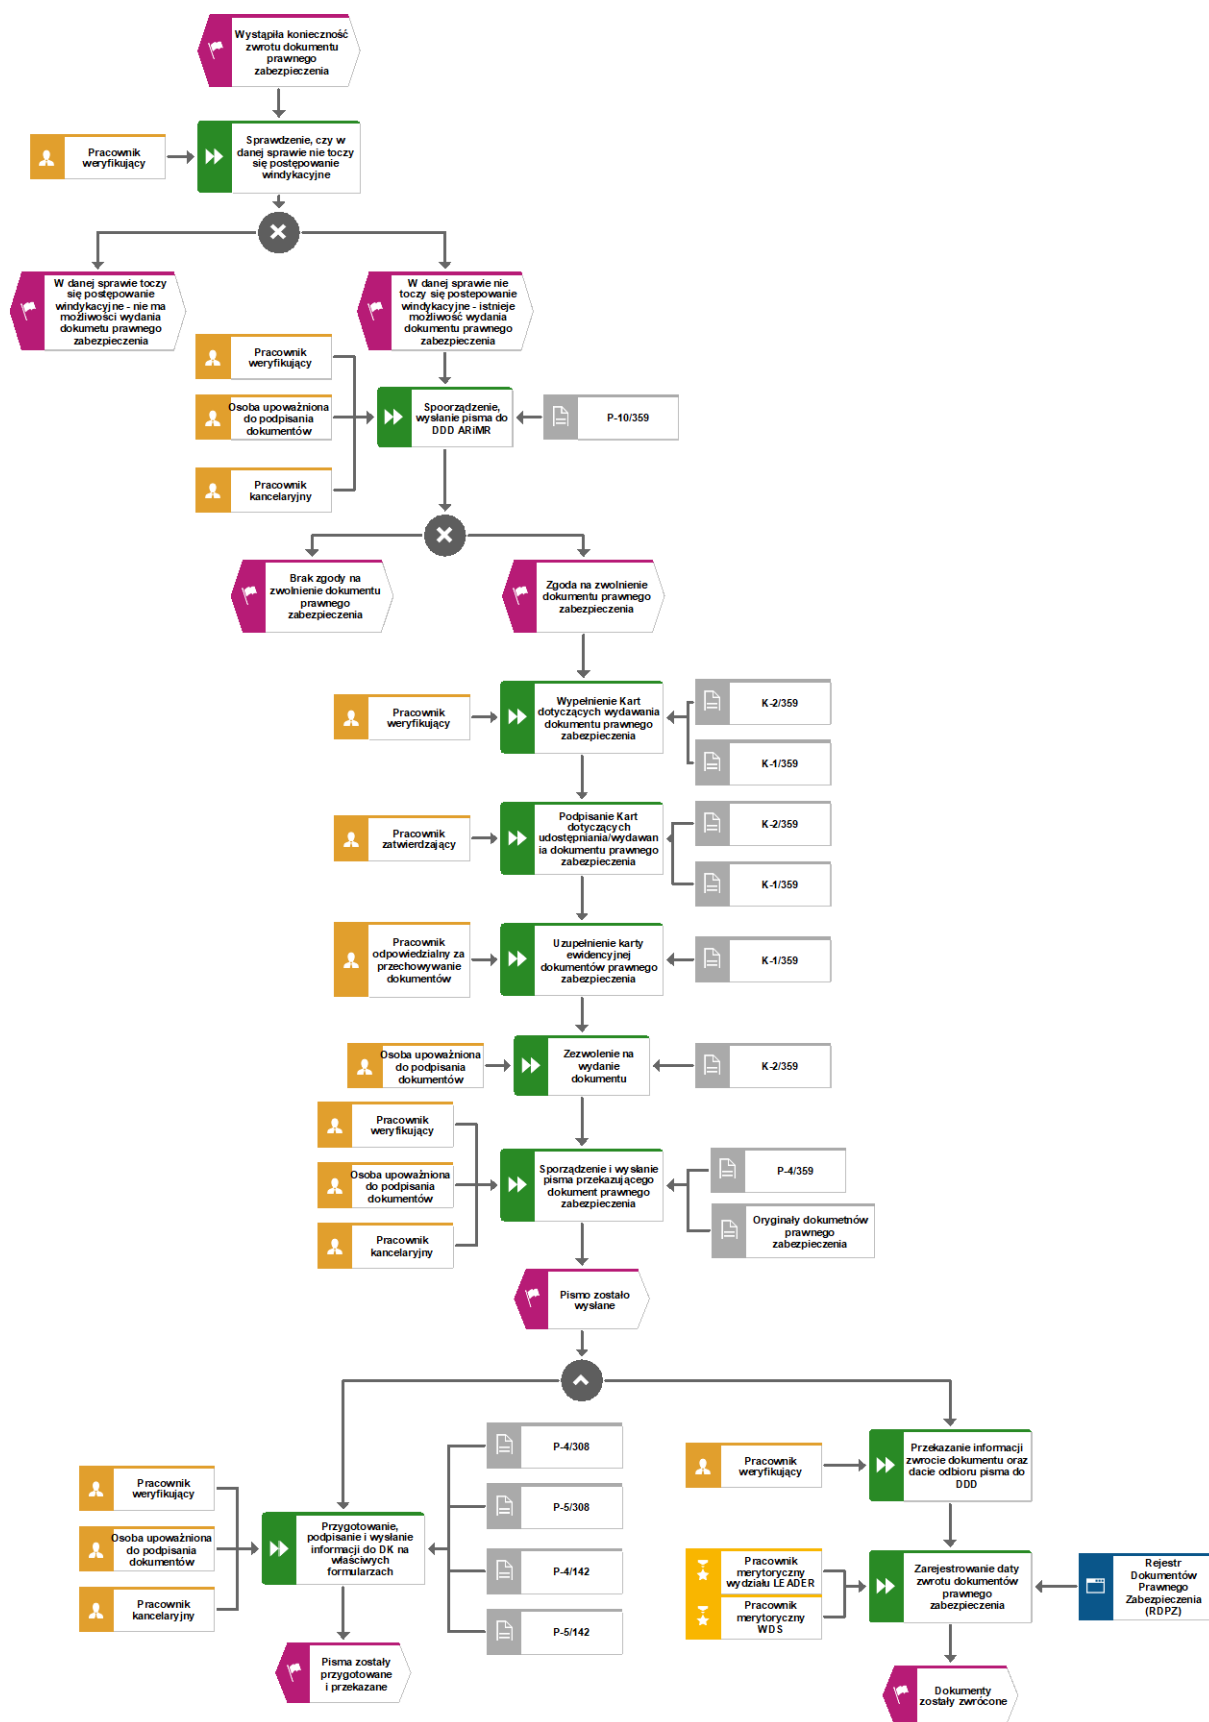 Wystąpiła konieczność
zwrotu dokumentu
prawnego
zabezpieczenia
Pracownik
weryfikujący
Sprawdzenie, czy w
danej sprawie nie toczy
się postępowanie
windykacyjne
W danej sprawie toczy
się postępowanie
windykacyjne - nie ma
możliwości wydania
dokumetu prawnego
zabezpieczenia
W danej sprawie nie
toczy się postepowanie
windykacyjne - istnieje
możliwość wydania
dokumentu prawnego
zabezpieczenia
Pracownik
weryfikujący
Osoba upoważniona
do podpisania
dokumentów
Pracownik
kancelaryjny
Spoorządzenie,
wysłanie pisma do
DDD ARiMR
P-10/359
Brak zgody na
zwolnienie dokumentu
prawnego
zabezpieczenia
Zgoda na zwolnienie
dokumentu prawnego
zabezpieczenia
Pracownik
weryfikujący
Wypełnienie Kart
dotyczących wydawania
dokumentu prawnego
zabezpieczenia
K-2/359
K-1/359
Pracownik
zatwierdzający
Podpisanie Kart
dotyczących
udostępniania/wydawan
ia dokumentu prawnego
zabezpieczenia
K-2/359
K-1/359
Pracownik
odpowiedzialny za
przechowywanie
dokumentów
Uzupełnienie karty
ewidencyjnej
dokumentów prawnego
zabezpieczenia
K-1/359
Osoba upoważniona
do podpisania
dokumentów
Zezwolenie na
wydanie
dokumentu
K-2/359
Pracownik
weryfikujący
Osoba upoważniona
do podpisania
dokumentów
Pracownik
kancelaryjny
Sporządzenie i wysłanie
pisma przekazującego
dokument prawnego
zabezpieczenia
P-4/359
Oryginały dokumetnów
prawnego
zabezpieczenia
Pismo zostało
wysłane
Pracownik
weryfikujący
Osoba upoważniona
do podpisania
dokumentów
Pracownik
kancelaryjny
Przygotowanie,
podpisanie i wysłanie
informacji do DK na
właściwych
formularzach
P-4/308
P-5/308
P-4/142
P-5/142
Pisma zostały
przygotowane
i przekazane
Pracownik
weryfikujący
Przekazanie informacji
zwrocie dokumentu oraz
dacie odbioru pisma do
DDD
Pracownik
merytoryczny
wydziału LEADER
Pracownik
merytoryczny
WDS
Zarejestrowanie daty
zwrotu dokumentów
prawnego
zabezpieczenia
Rejestr
Dokumentów
Prawnego
Zabezpieczenia
(RDPZ)
Dokumenty
zostały zwrócone